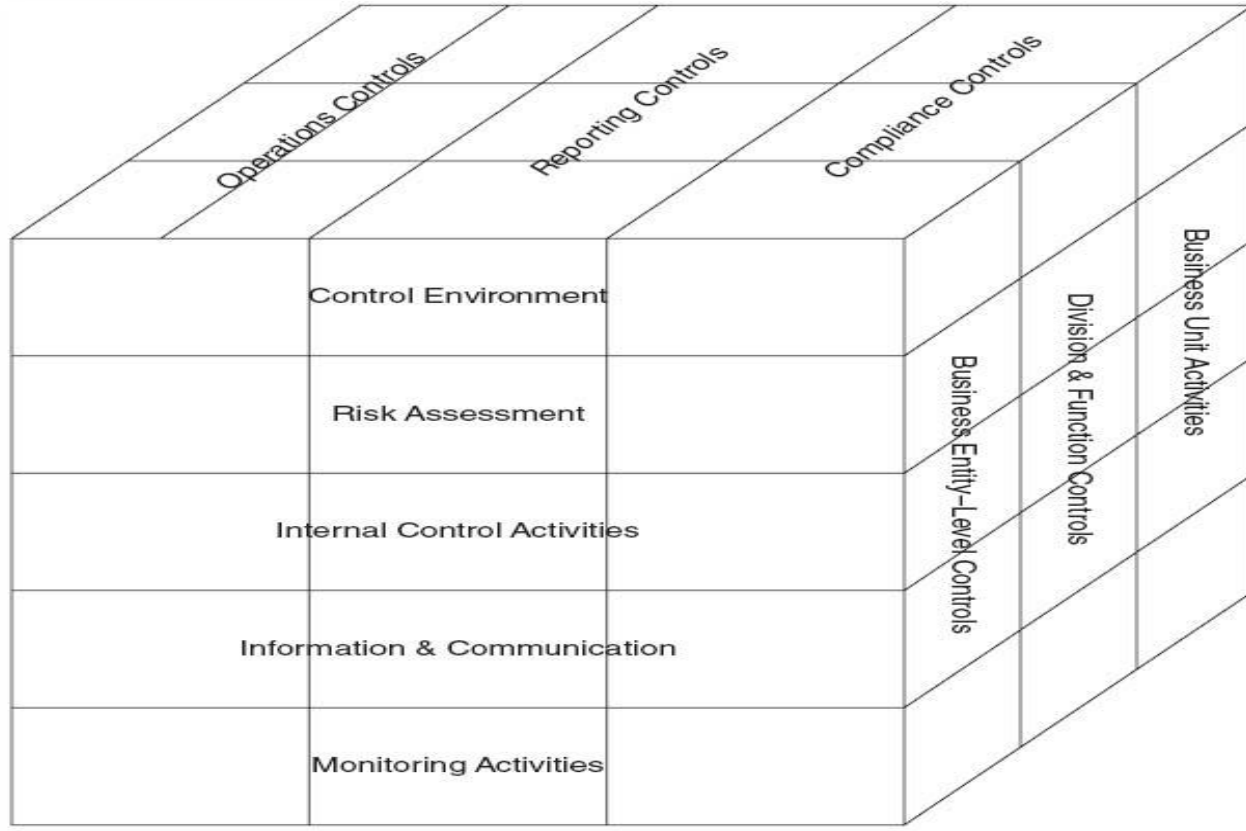 Operations Controls
Reporting Controls
Compliance Controls
Control Environment
Risk Assessment
Internal Control Activities
Information & Communication
Monitoring Activities
Business Entity–Level Controls
Division & Function Controls
Business Unit Activities